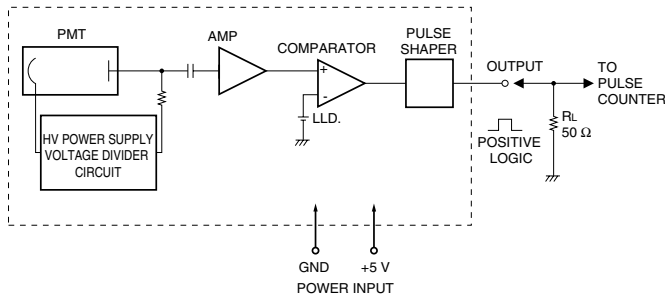 PMT
AMP
COMPARATOR
PULSE
SHAPER
+
-
LLD.
HV POWER SUPPLY
VOLTAGE DIVIDER
CIRCUIT
OUTPUT
TO
PULSE
COUNTER
RL
50 Ω
POSITIVE
LOGIC
GND
+5 V
POWER INPUT